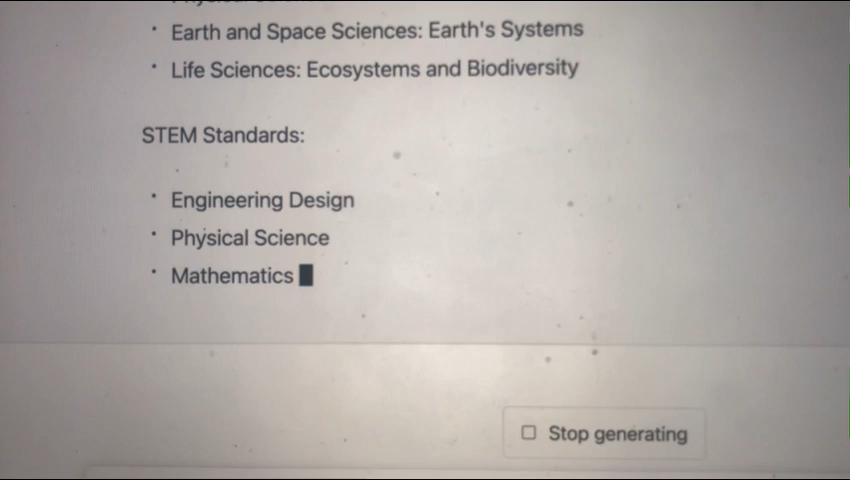 Earth and Space Sciences: Earth's Systems
Life Sciences: Ecosystems and Biodiversity
STEM Standards:
Engineering Design
Physical Science
Mathematics
Stop generating